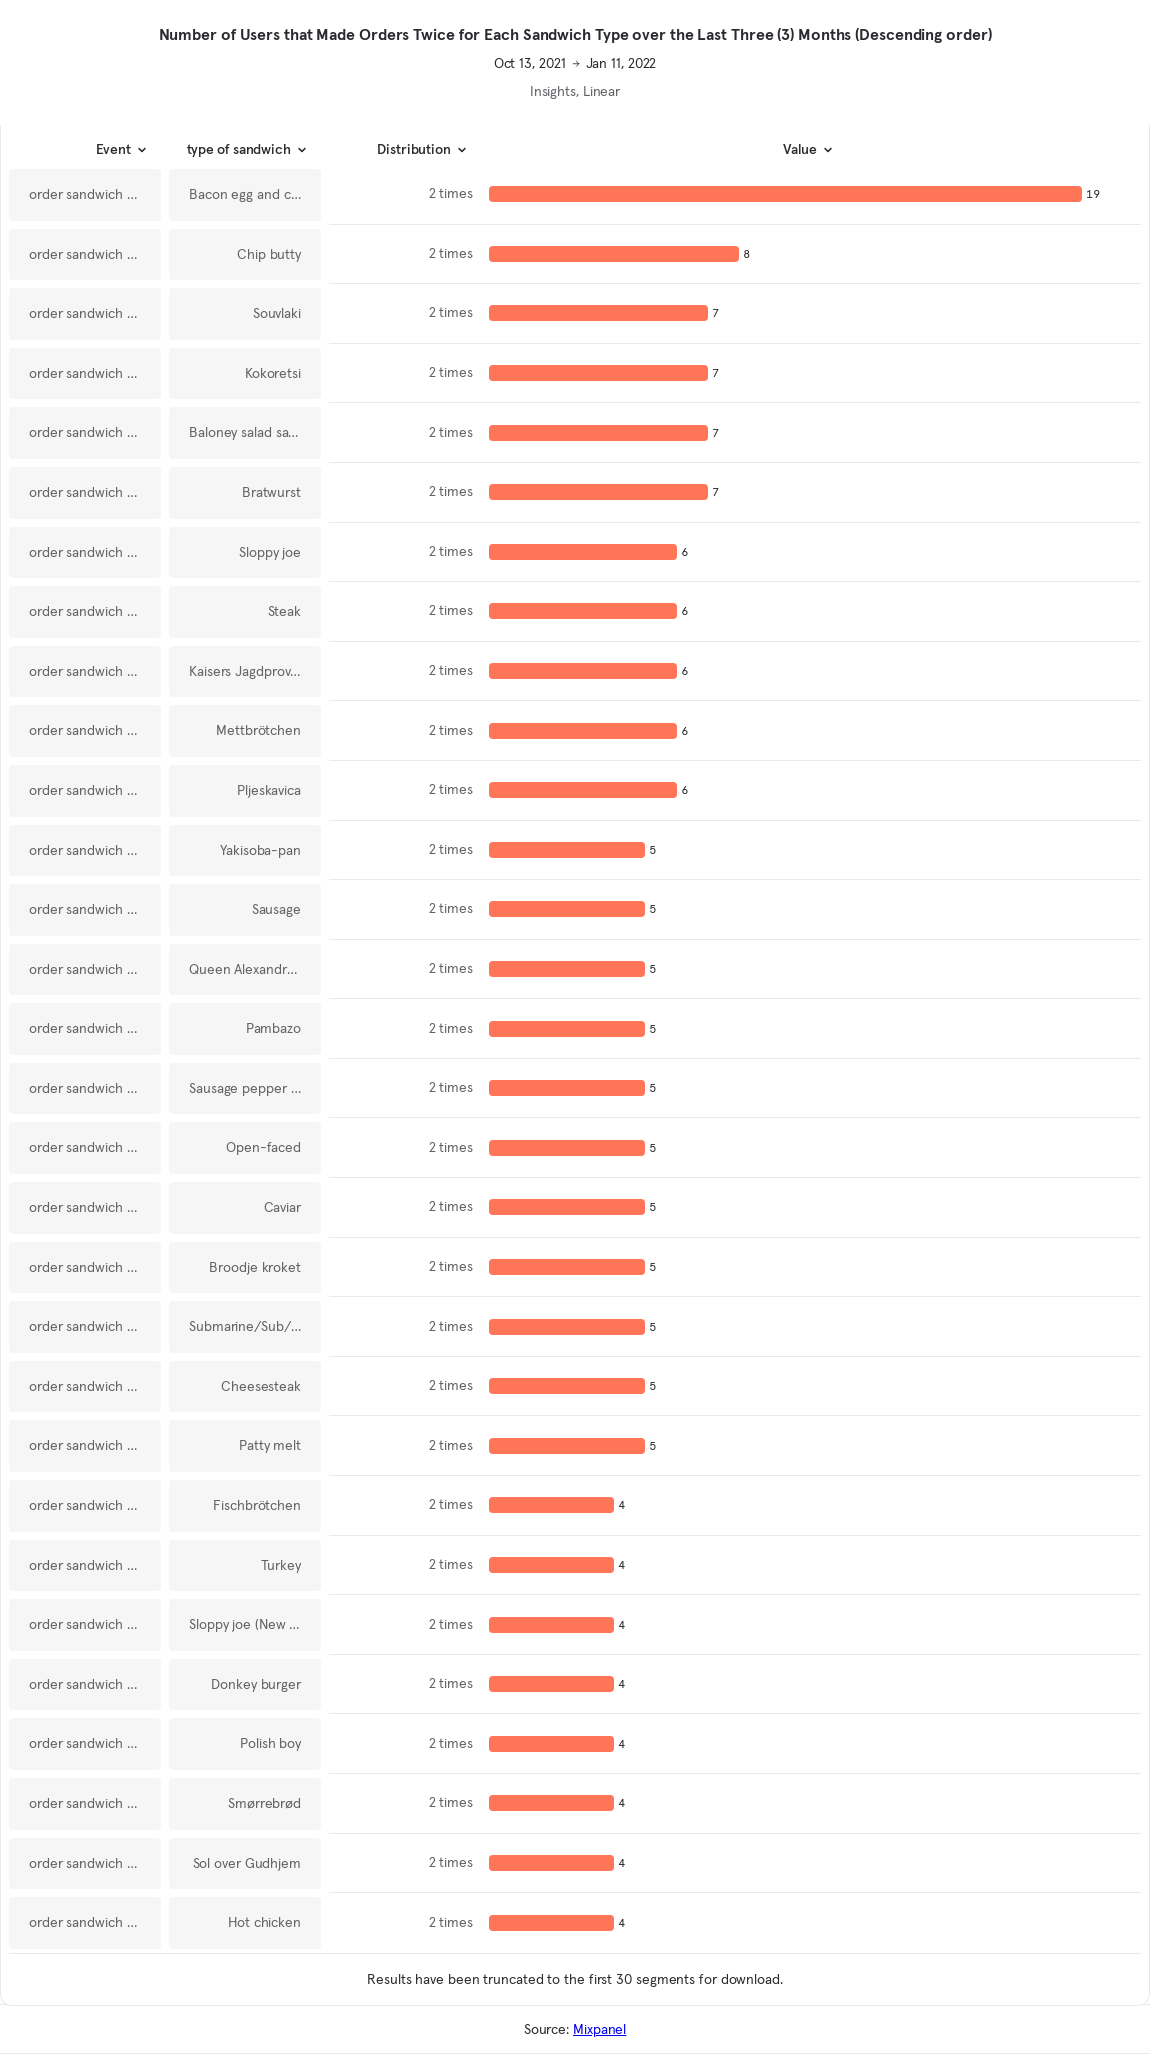 Number of Users that Made Orders Twice for Each Sandwich Type over the Last Three (3) Months (Descending order)
Oct 13, 2021 → Jan 11, 2022
Insights, Linear
Event type of sandwich Distribution Value
order sandwich ... Bacon egg and c... 2 times 19
order sandwich ... Chip butty 2 times 8
order sandwich ... Souvlaki 2 times 7
order sandwich ... Kokoretsi 2 times 7
order sandwich ... Baloney salad sa... 2 times 7
order sandwich ... Bratwurst 2 times 7
order sandwich ... Sloppy joe 2 times 6
order sandwich ... Steak 2 times 6
order sandwich ... Kaisers Jagdprov... 2 times 6
order sandwich ... Mettbrötchen 2 times 6
order sandwich ... Pljeskavica 2 times 6
order sandwich ... Yakisoba-pan 2 times 5
order sandwich ... Sausage 2 times 5
order sandwich ... Queen Alexandr... 2 times 5
order sandwich ... Pambazo 2 times 5
order sandwich ... Sausage pepper ... 2 times 5
order sandwich ... Open-faced 2 times 5
order sandwich ... Caviar 2 times 5
order sandwich ... Broodje kroket 2 times 5
order sandwich ... Submarine/Sub/... 2 times 5
order sandwich ... Cheesesteak 2 times 5
order sandwich ... Patty melt 2 times 5
order sandwich ... Fischbrötchen 2 times 4
order sandwich ... Turkey 2 times 4
order sandwich ... Sloppy joe (New ... 2 times 4
order sandwich ... Donkey burger 2 times 4
order sandwich ... Polish boy 2 times 4
order sandwich ... Smørrebrød 2 times 4
order sandwich ... Sol over Gudhjem 2 times 4
order sandwich ... Hot chicken 2 times 4
Results have been truncated to the first 30 segments for download.
Source: Mixpanel